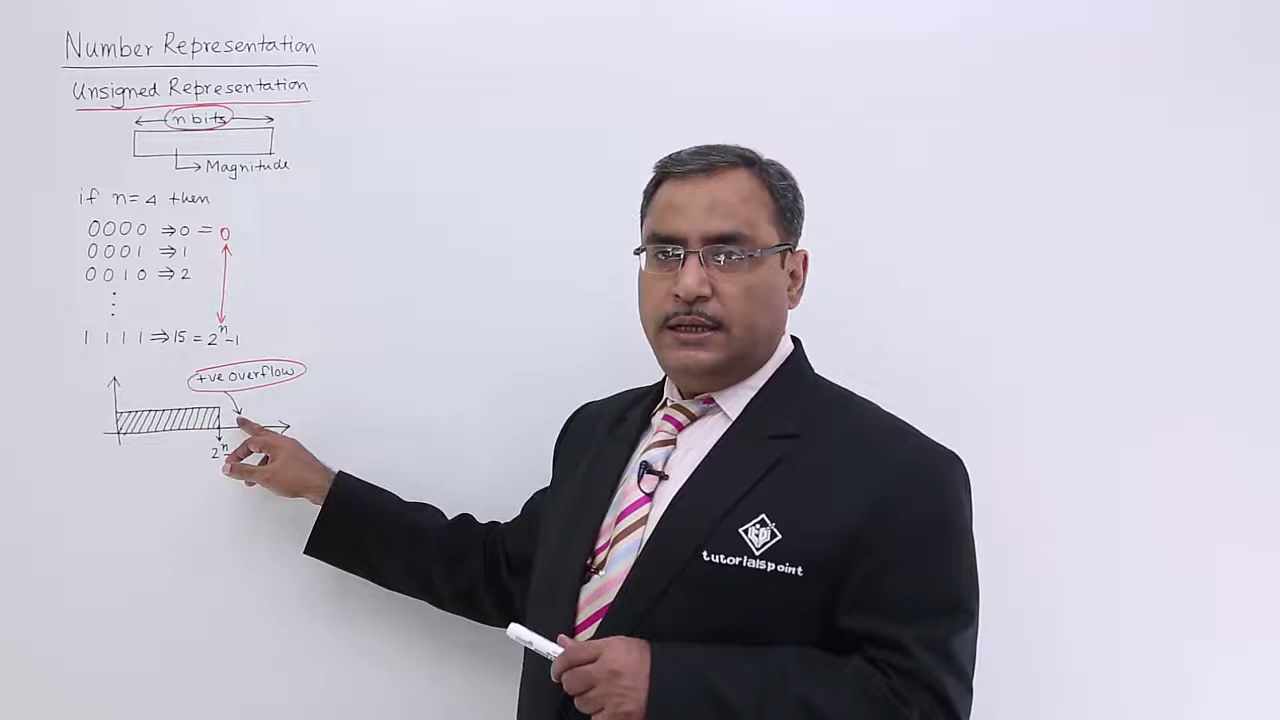 Number Representation
Unsigned Representation
n bits
Magnitude
if n=4 then
0000 ⇒ 0 = 0
0001 ⇒ 1
0010 ⇒ 2
⋮
1111 ⇒ 15 = 2ⁿ-1
+ve overflow
2ⁿ-
tutorialspoint